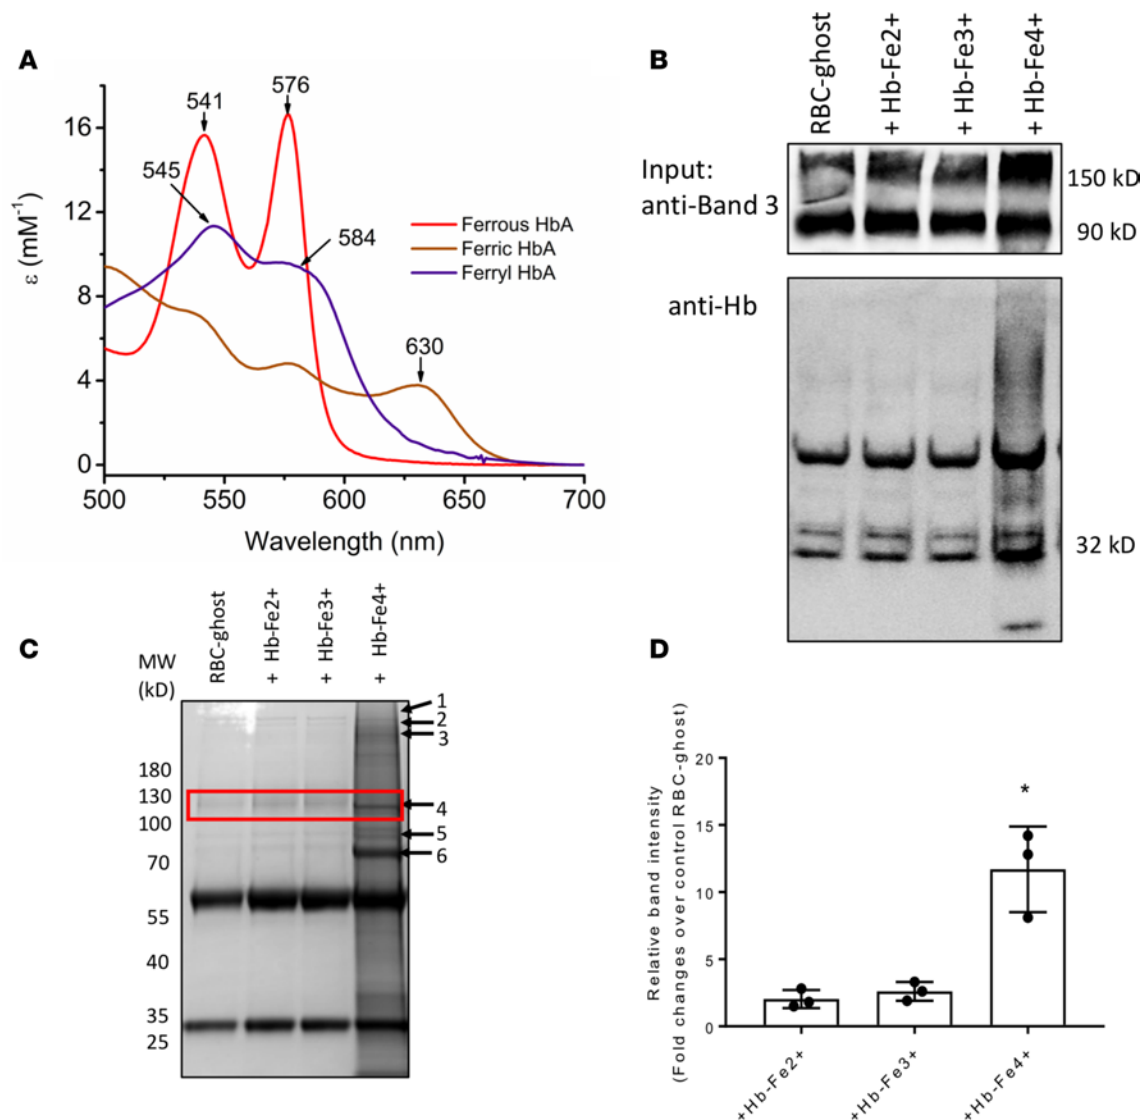 A
541
576
545
584
630
Ferrous HbA
Ferric HbA
Ferryl HbA
16
12
8
4
0
ε (mM⁻¹)
500
550
600
650
700
Wavelength (nm)
B
RBC-ghost
+ Hb-Fe2+
+ Hb-Fe3+
+ Hb-Fe4+
Input:
anti-Band 3
150 kD
90 kD
anti-Hb
32 kD
C
MW
(kD)
RBC-ghost
+ Hb-Fe2+
+ Hb-Fe3+
+ Hb-Fe4+
180
130
100
70
55
40
35
25
1
2
3
4
5
6
D
Relative band intensity
(Fold changes over control RBC-ghost)
20
15
10
5
0
*
+Hb-Fe2+
+Hb-Fe3+
+Hb-Fe4+